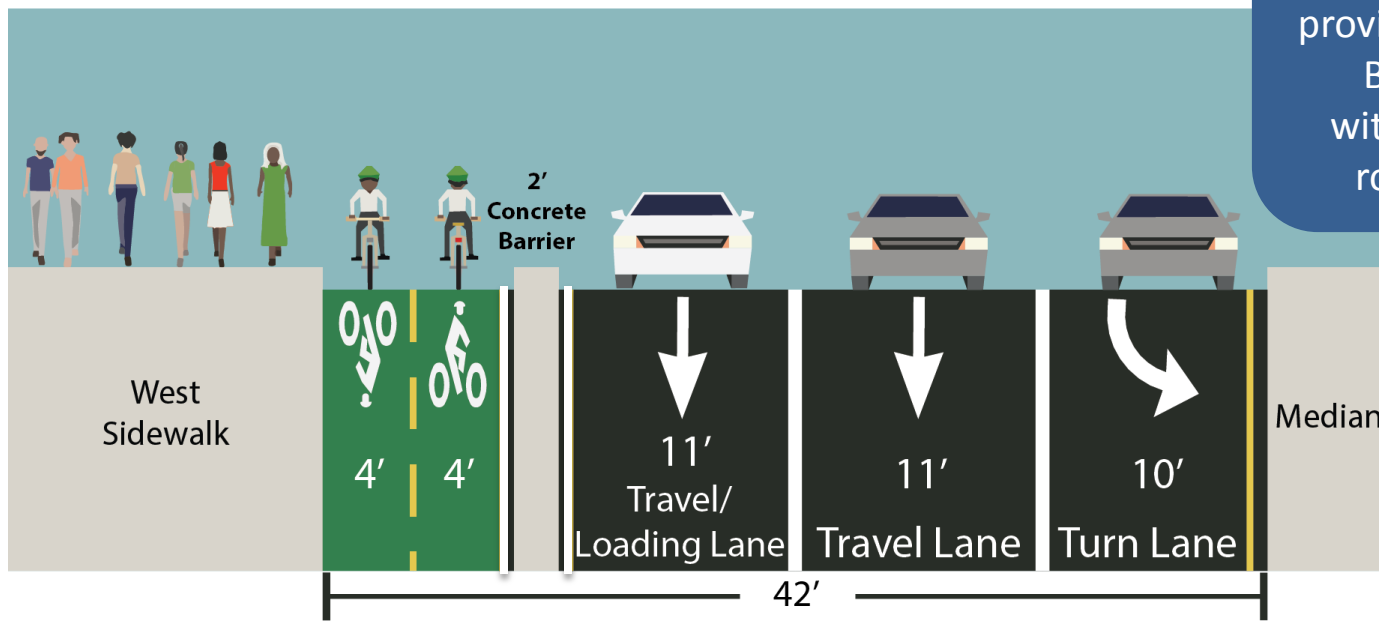 provi
B
wit
ro
2′
Concrete
Barrier
West
Sidewalk
4′
4′
11′
Travel/
Loading Lane
11′
Travel Lane
10′
Turn Lane
Median
42′